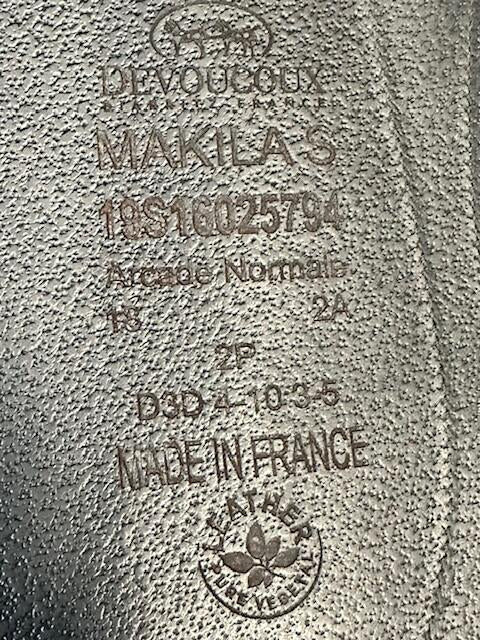 DEVOUCOUX
BIARRITZ FRANCE
MAKILA S
18S16025794
Arcade Normale
18 2A
2P
D3D 4-10-3-5
MADE IN FRANCE
LEATHER
PURE VEGETAL